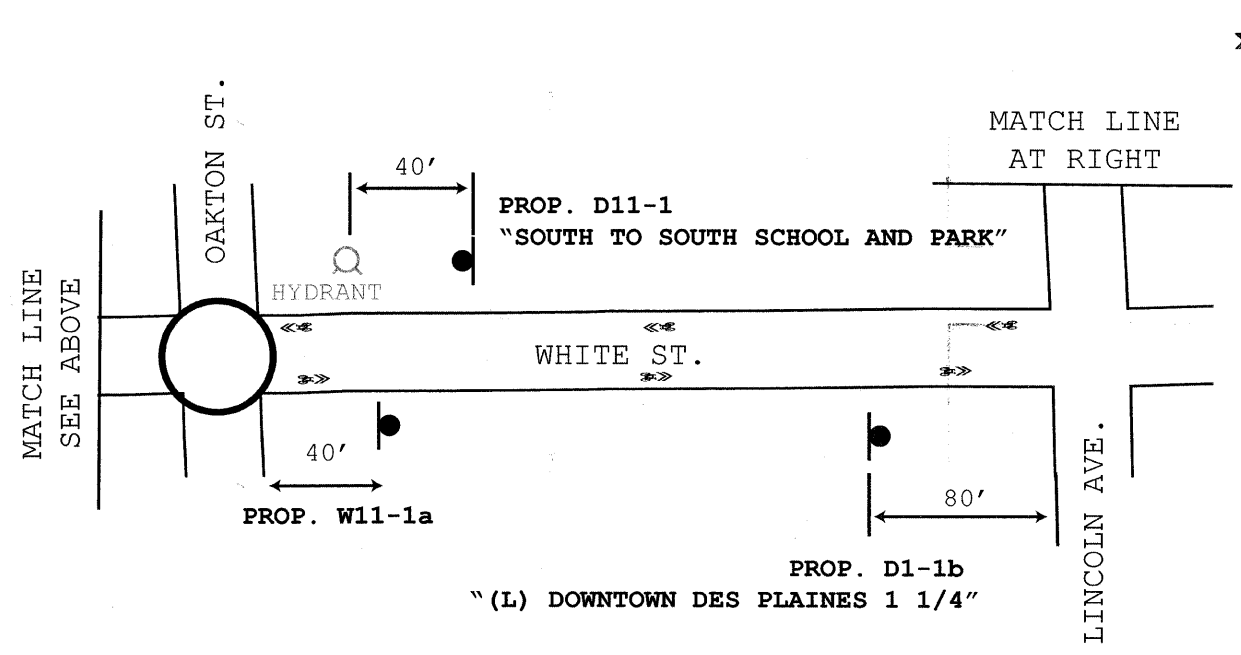 OAKTON ST.
MATCH LINE
AT RIGHT
40′
PROP. D11-1
“SOUTH TO SOUTH SCHOOL AND PARK”
HYDRANT
MATCH LINE
SEE ABOVE
WHITE ST.
40′
PROP. W11-1a
80′
LINCOLN AVE.
PROP. D1-1b
“(L) DOWNTOWN DES PLAINES 1 1/4”